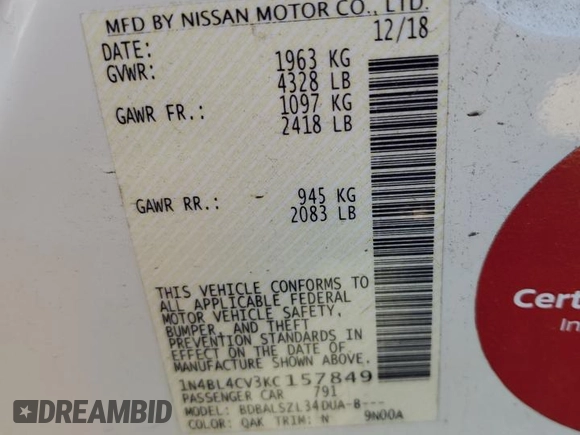 MFD BY NISSAN MOTOR CO., LTD.
DATE: 12/18
GVWR: 1963 KG
4328 LB
GAWR FR.: 1097 KG
2418 LB
GAWR RR.: 945 KG
2083 LB
THIS VEHICLE CONFORMS TO
ALL APPLICABLE FEDERAL
MOTOR VEHICLE SAFETY,
BUMPER, AND THEFT
PREVENTION STANDARDS IN
EFFECT ON THE DATE OF
MANUFACTURE SHOWN ABOVE.
1N4BL4CV3KC157849
PASSENGER CAR 791
MODEL: BDBALSZL34DUA-B---
COLOR: QAK TRIM: N 9N00A
Cert
In
RIDERCARS